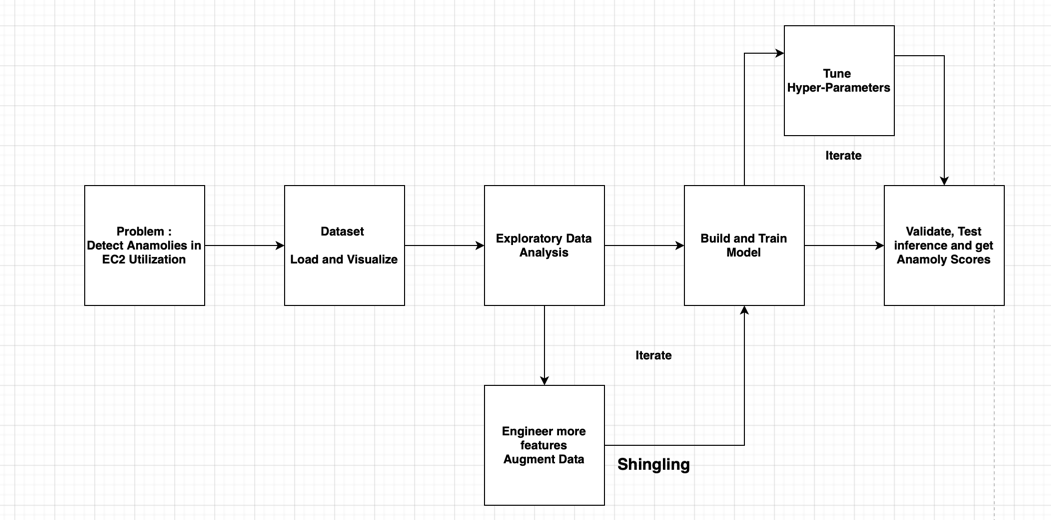 Tune
Hyper-Parameters
Iterate
Problem :
Detect Anamolies in
EC2 Utilization
Dataset
Load and Visualize
Exploratory Data
Analysis
Build and Train
Model
Validate, Test
inference and get
Anamoly Scores
Iterate
Engineer more
features
Augment Data
Shingling